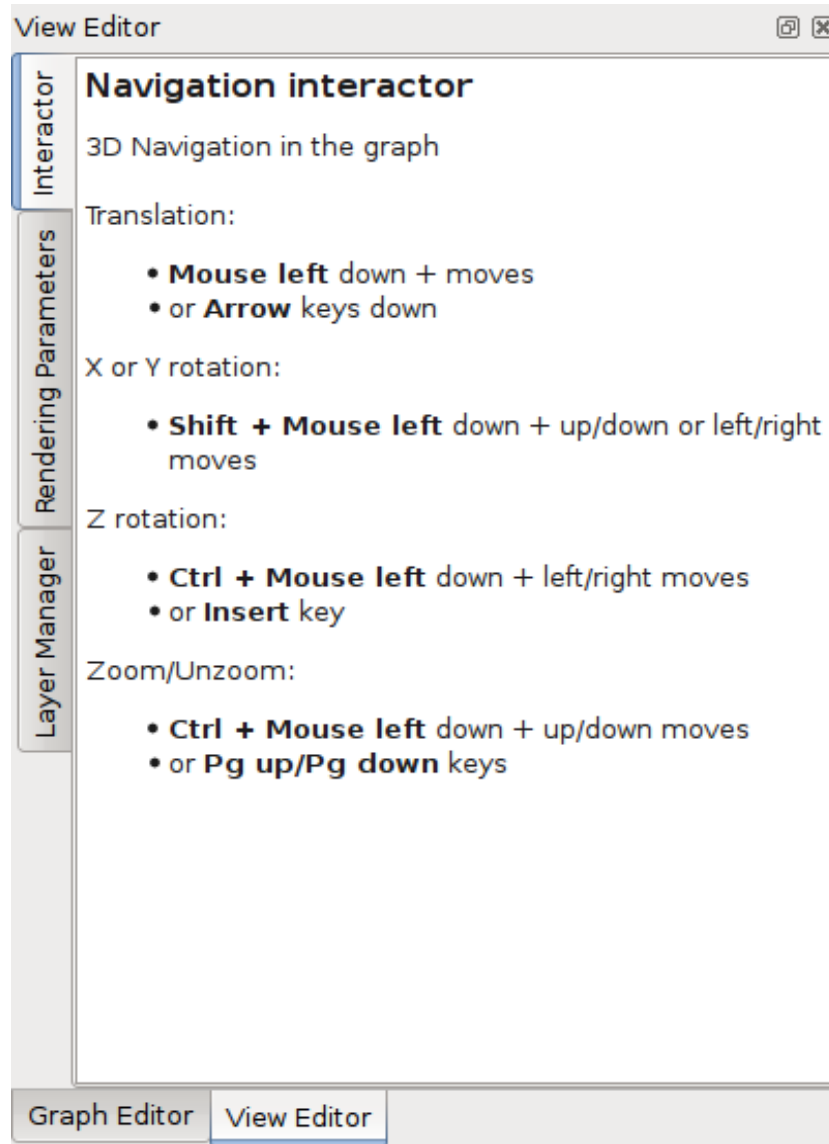 View Editor
Interactor
Rendering Parameters
Layer Manager
Navigation interactor
3D Navigation in the graph
Translation:
• Mouse left down + moves
• or Arrow keys down
X or Y rotation:
• Shift + Mouse left down + up/down or left/right
moves
Z rotation:
• Ctrl + Mouse left down + left/right moves
• or Insert key
Zoom/Unzoom:
• Ctrl + Mouse left down + up/down moves
• or Pg up/Pg down keys
Graph Editor
View Editor